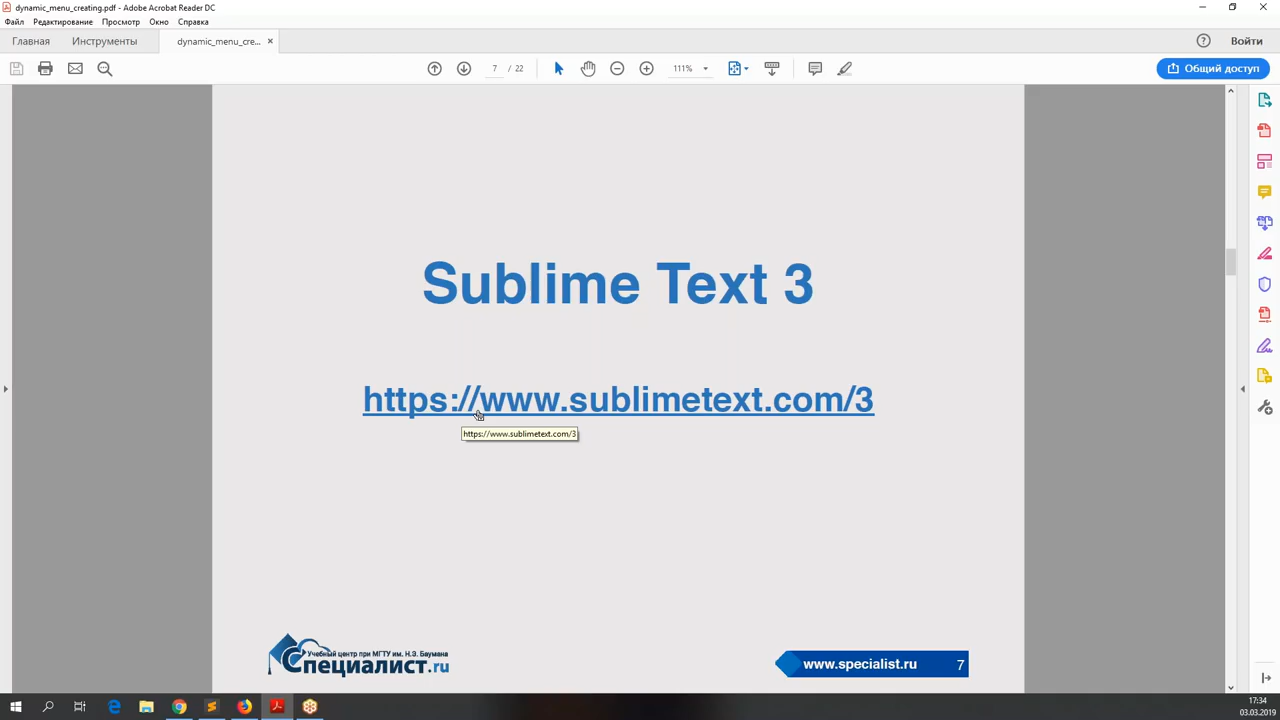 dynamic_menu_creating.pdf - Adobe Acrobat Reader DC
Файл Редактирование Просмотр Окно Справка
Главная Инструменты dynamic_menu_cre... Войти
7 / 22 111% Общий доступ
Sublime Text 3
https://www.sublimetext.com/3
https://www.sublimetext.com/3
Учебный центр при МГТУ им. Н.Э. Баумана
Специалист.ru
www.specialist.ru 7
17:34
03.03.2019